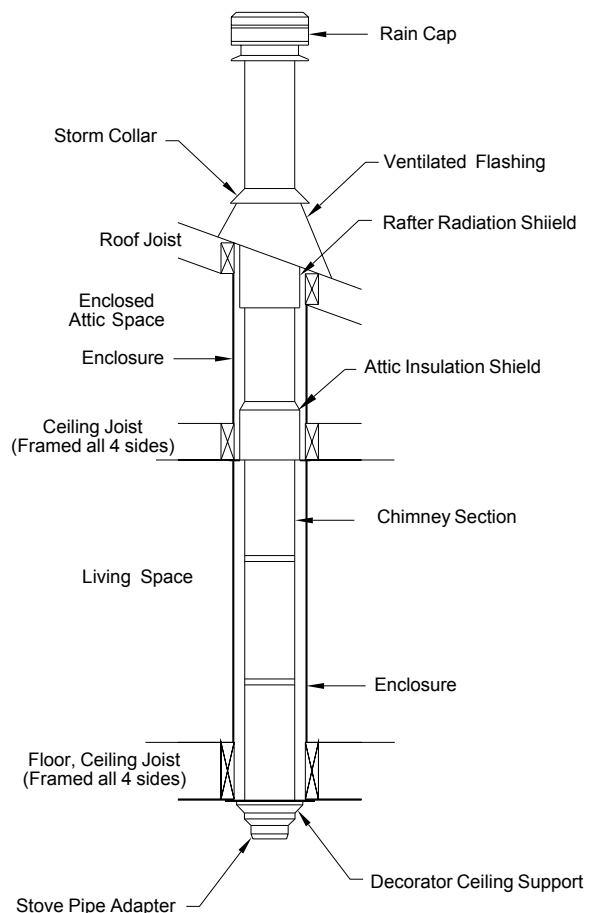 Rain Cap
Storm Collar
Ventilated Flashing
Rafter Radiation Shiield
Roof Joist
Enclosed
Attic Space
Enclosure
Attic Insulation Shield
Ceiling Joist
(Framed all 4 sides)
Chimney Section
Living Space
Enclosure
Floor, Ceiling Joist
(Framed all 4 sides)
Decorator Ceiling Support
Stove Pipe Adapter